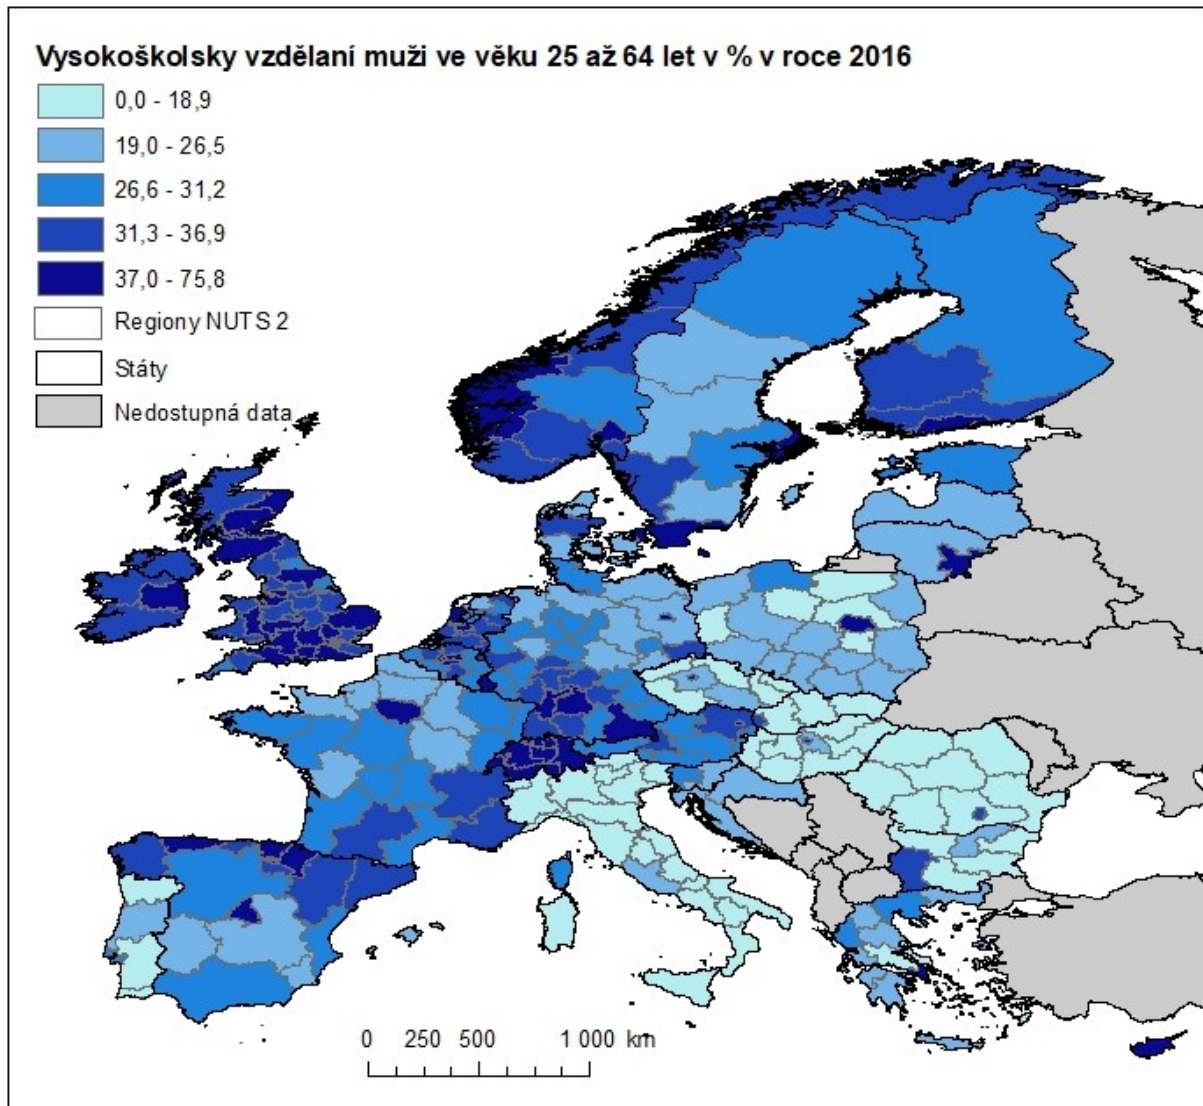 Vysokoškolsky vzdělaní muži ve věku 25 až 64 let v % v roce 2016
0,0 - 18,9
19,0 - 26,5
26,6 - 31,2
31,3 - 36,9
37,0 - 75,8
Regiony NUTS 2
Státy
Nedostupná data
0 250 500 1 000 km